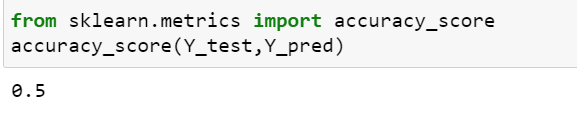 from sklearn.metrics import accuracy_score
accuracy_score(Y_test,Y_pred)
0.5